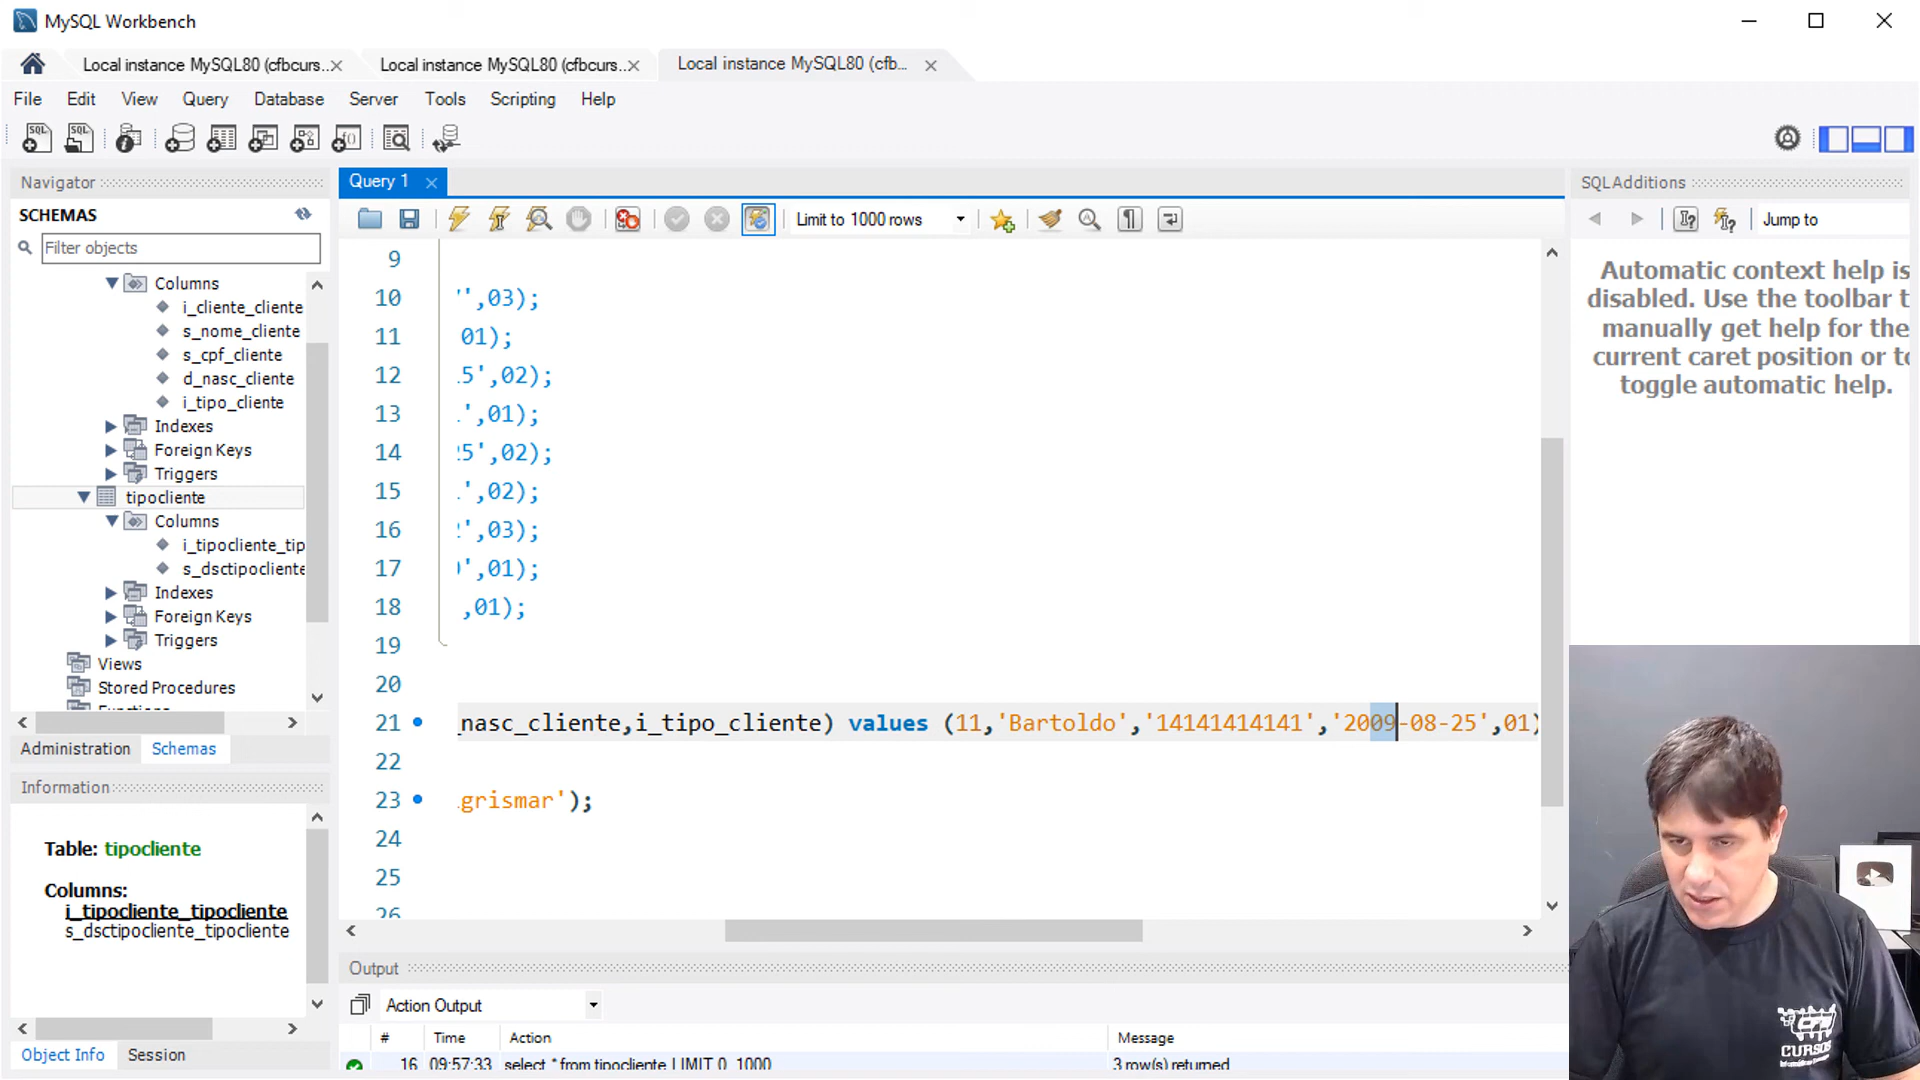 MySQL Workbench
Local instance MySQL80 (cfbcurs... Local instance MySQL80 (cfbcurs... Local instance MySQL80 (cfb...
File Edit View Query Database Server Tools Scripting Help
Navigator
SCHEMAS
Filter objects
Columns
i_cliente_cliente
s_nome_cliente
s_cpf_cliente
d_nasc_cliente
i_tipo_cliente
Indexes
Foreign Keys
Triggers
tipocliente
Columns
i_tipocliente_tip
s_dsctipocliente
Indexes
Foreign Keys
Triggers
Views
Stored Procedures
Administration Schemas
Information
Table: tipocliente
Columns:
i_tipocliente_tipocliente
s_dsctipocliente_tipocliente
Object Info Session
Query 1
Limit to 1000 rows
9
10 ',03);
11 01);
12 5',02);
13 ',01);
14 25',02);
15 ',02);
16 ',03);
17 ',01);
18 ,01);
19
20
21 _nasc_cliente,i_tipo_cliente) values (11,'Bartoldo','14141414141','2009-08-25',01)
22
23 grismar');
24
25
26
Output
Action Output
# Time Action Message
16 09:57:33 select * from tipocliente LIMIT 0, 1000 3 row(s) returned
SQLAdditions
Jump to
Automatic context help is
disabled. Use the toolbar t
manually get help for the
current caret position or to
toggle automatic help.
CFB
CURSOS